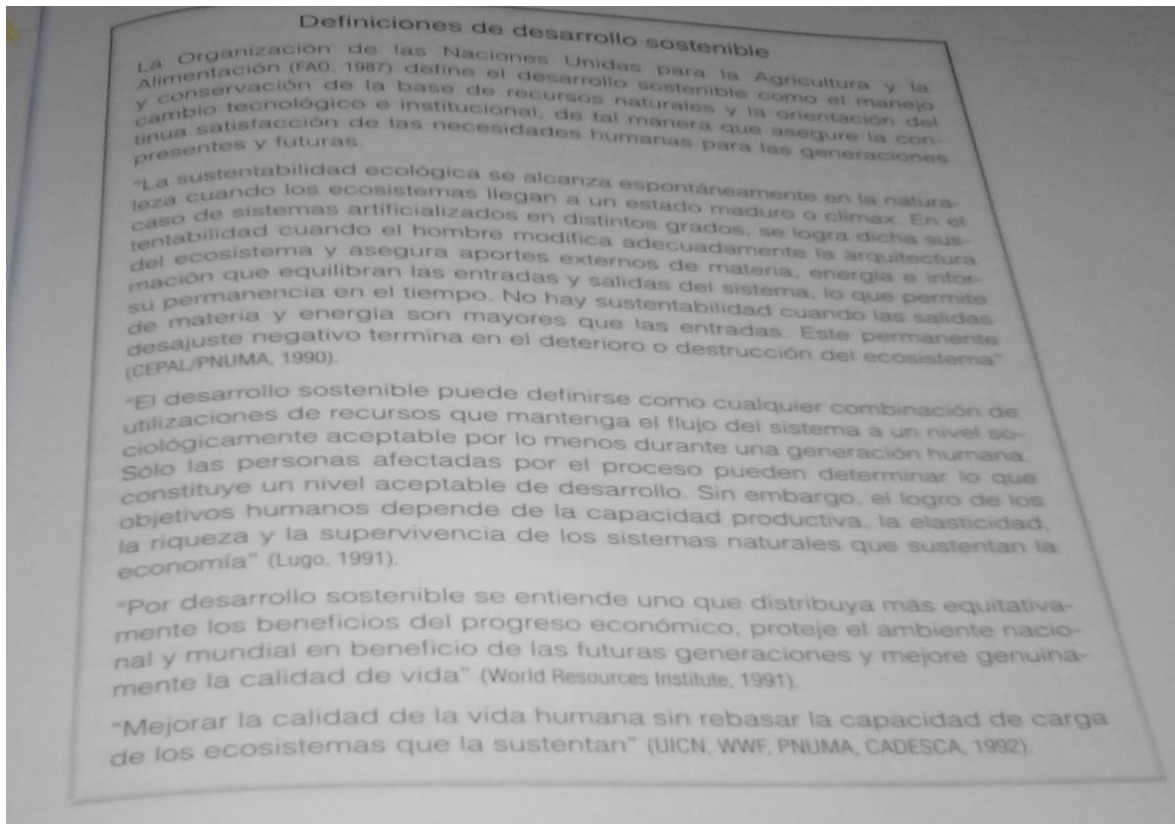 Definiciones de desarrollo sostenible
La Organización de las Naciones Unidas para la Agricultura y la
Alimentación (FAO, 1987) define el desarrollo sostenible como el manejo
y conservación de la base de recursos naturales y la orientación del
cambio tecnológico e institucional, de tal manera que asegure la con-
tinua satisfacción de las necesidades humanas para las generaciones
presentes y futuras.
“La sustentabilidad ecológica se alcanza espontáneamente en la natura-
leza cuando los ecosistemas llegan a un estado maduro o clímax. En el
caso de sistemas artificializados en distintos grados, se logra dicha sus-
tentabilidad cuando el hombre modifica adecuadamente la arquitectura
del ecosistema y asegura aportes externos de materia, energía e infor-
mación que equilibran las entradas y salidas del sistema, lo que permite
su permanencia en el tiempo. No hay sustentabilidad cuando las salidas
de materia y energía son mayores que las entradas. Este permanente
desajuste negativo termina en el deterioro o destrucción del ecosistema”
(CEPAL/PNUMA, 1990).
“El desarrollo sostenible puede definirse como cualquier combinación de
utilizaciones de recursos que mantenga el flujo del sistema a un nivel so-
ciológicamente aceptable por lo menos durante una generación humana.
Sólo las personas afectadas por el proceso pueden determinar lo que
constituye un nivel aceptable de desarrollo. Sin embargo, el logro de los
objetivos humanos depende de la capacidad productiva, la elasticidad,
la riqueza y la supervivencia de los sistemas naturales que sustentan la
economía” (Lugo, 1991).
“Por desarrollo sostenible se entiende uno que distribuya más equitativa-
mente los beneficios del progreso económico, proteje el ambiente nacio-
nal y mundial en beneficio de las futuras generaciones y mejore genuina-
mente la calidad de vida” (World Resources Institute, 1991).
“Mejorar la calidad de la vida humana sin rebasar la capacidad de carga
de los ecosistemas que la sustentan” (UICN, WWF, PNUMA, CADESCA, 1992).